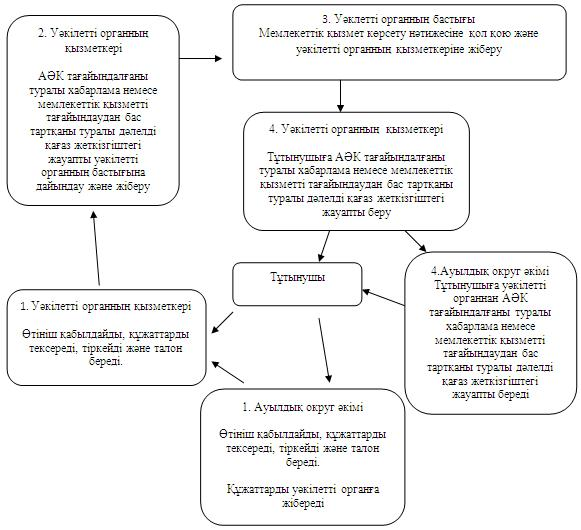 2. Уәкілетті органның
қызметкері
АӘК тағайындалғаны
туралы хабарлама немесе
мемлекеттік қызметті
тағайындаудан бас
тартқаны туралы дәлелді
қағаз жеткізгіштегі
жауапты уәкілетті
органның бастығына
дайындау және жіберу
3. Уәклетті органның бастығы
Мемлекеттік қызмет көрсету нәтижесіне қол қою және
уәкілетті органның қызметкеріне жіберу
4. Уәкілетті органның қызметкері
Тұтынушыға АӘК тағайындалғаны
туралы хабарлама немесе мемлекеттік
қызметті тағайындаудан бас тартқаны
туралы дәлелді қағаз жеткізгіштегі
жауапты беру
Тұтынушы
4.Ауылдық округ әкімі
Тұтынушыға уәкілетті
органнан АӘК
тағайындалғаны туралы
хабарлама немесе
мемлекеттік қызметті
тағайындаудан бас
тартқаны туралы дәлелді
қағаз жеткізгіштегі
жауапты береді
1. Уәкілетті органның қызметкері
Өтініш қабылдайды, құжаттарды
тексереді, тіркейді және талон
береді.
1. Ауылдық округ әкімі
Өтініш қабылдайды, құжаттарды
тексереді, тіркейді және талон
береді.
Құжаттарды уәкілетті органға
жібереді